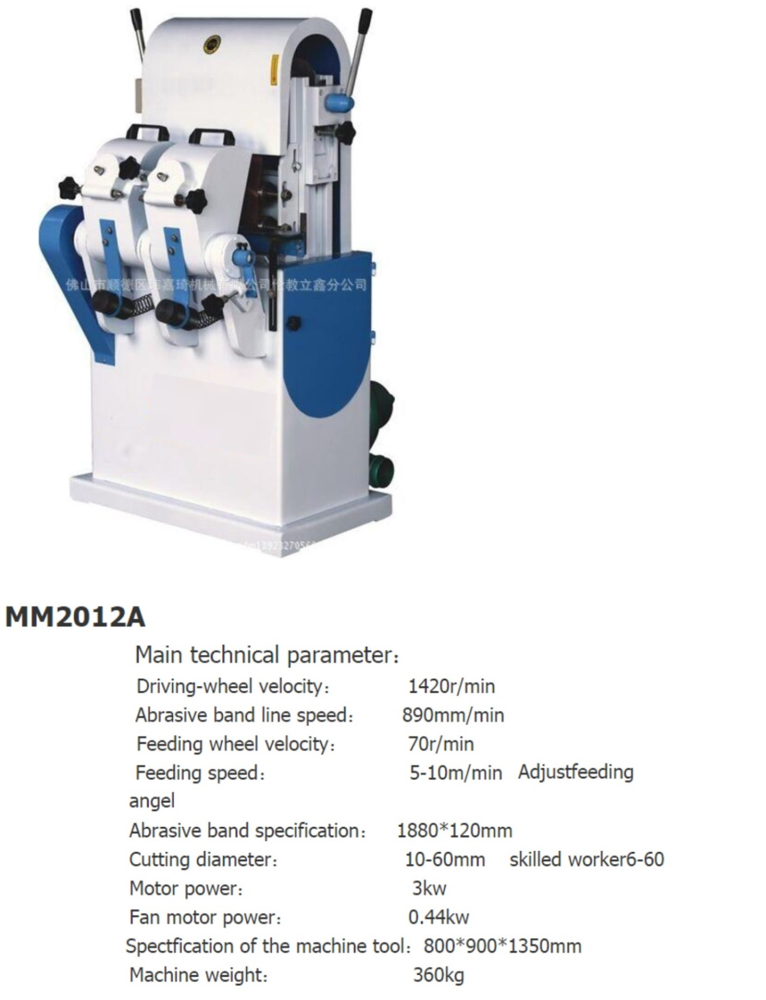 佛山市顺德区玮嘉琦机械有限公司伦教立鑫分公司
MM2012A
Main technical parameter：
Driving-wheel velocity： 1420r/min
Abrasive band line speed： 890mm/min
Feeding wheel velocity： 70r/min
Feeding speed： 5-10m/min Adjustfeeding
angel
Abrasive band specification： 1880*120mm
Cutting diameter： 10-60mm skilled worker6-60
Motor power： 3kw
Fan motor power： 0.44kw
Spectfication of the machine tool：800*900*1350mm
Machine weight： 360kg